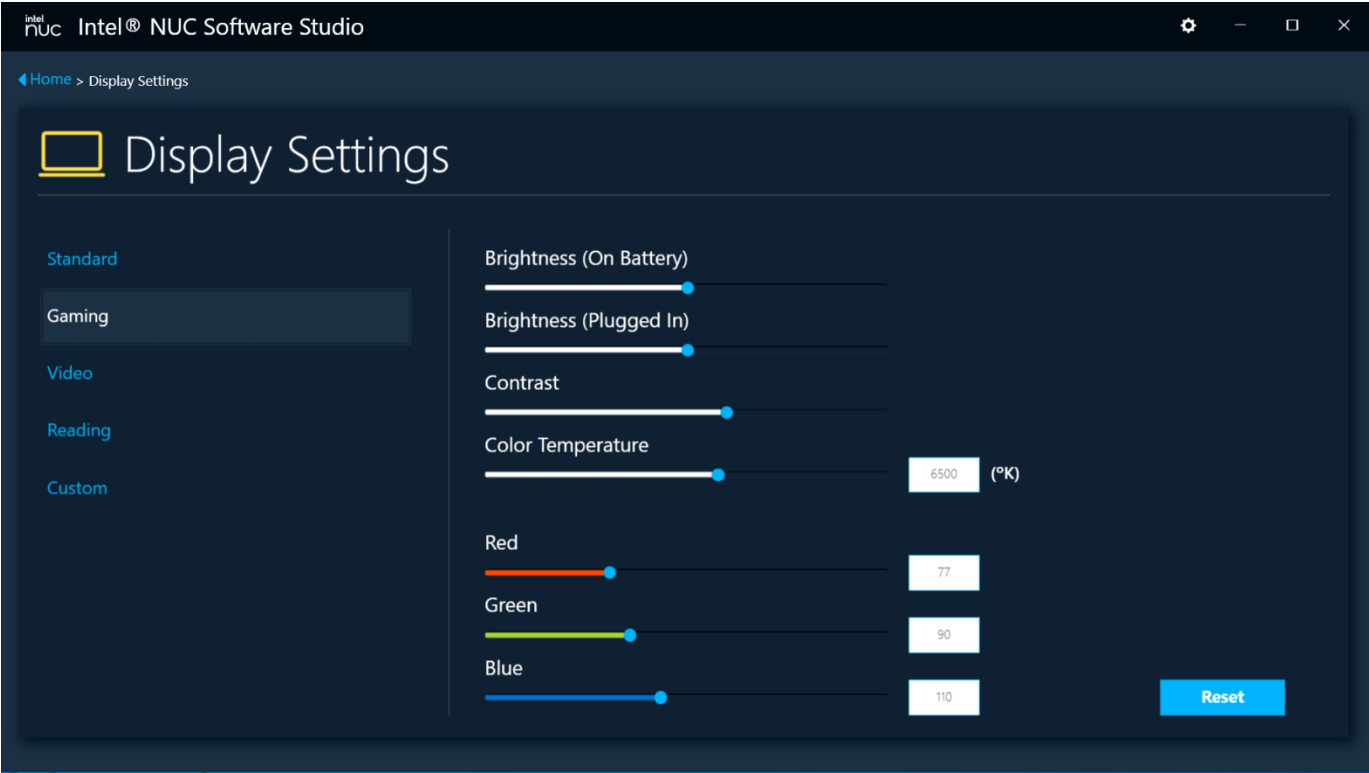 intel
nuc Intel® NUC Software Studio
Home > Display Settings
Display Settings
Standard
Gaming
Video
Reading
Custom
Brightness (On Battery)
Brightness (Plugged In)
Contrast
Color Temperature
6500 (°K)
Red
77
Green
90
Blue
110
Reset